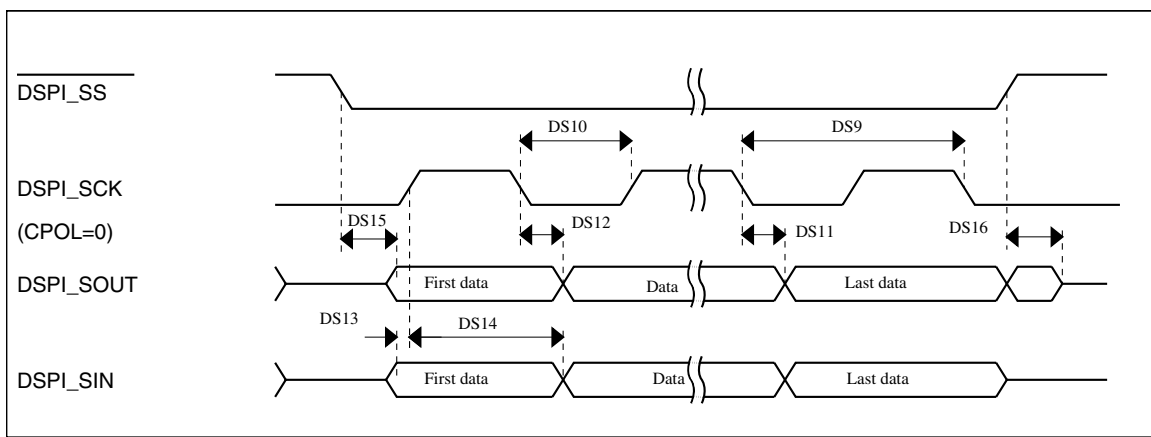 DSPI_SS
DS10
DS9
DSPI_SCK
(CPOL=0)
DS15
DS12
DS11
DS16
DSPI_SOUT
First data
Data
Last data
DS13
DS14
DSPI_SIN
First data
Data
Last data